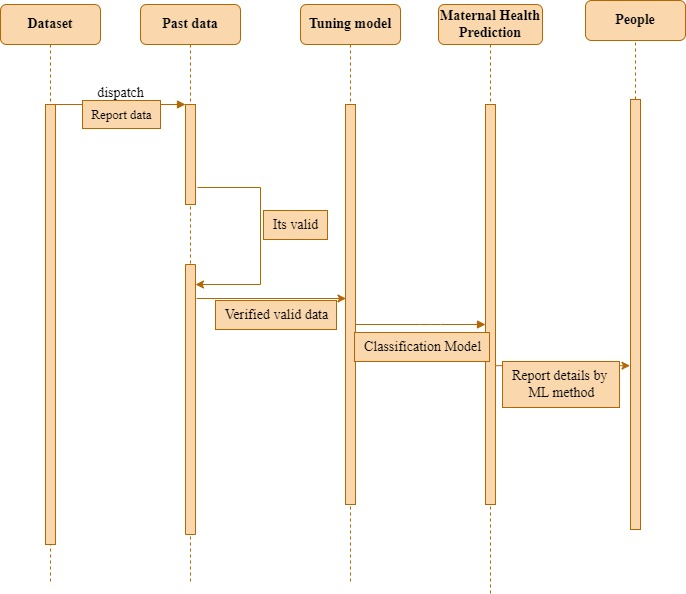 Dataset
Past data
Tuning model
Maternal Health
Prediction
People
dispatch
Report data
Its valid
Verified valid data
Classification Model
Report details by
ML method